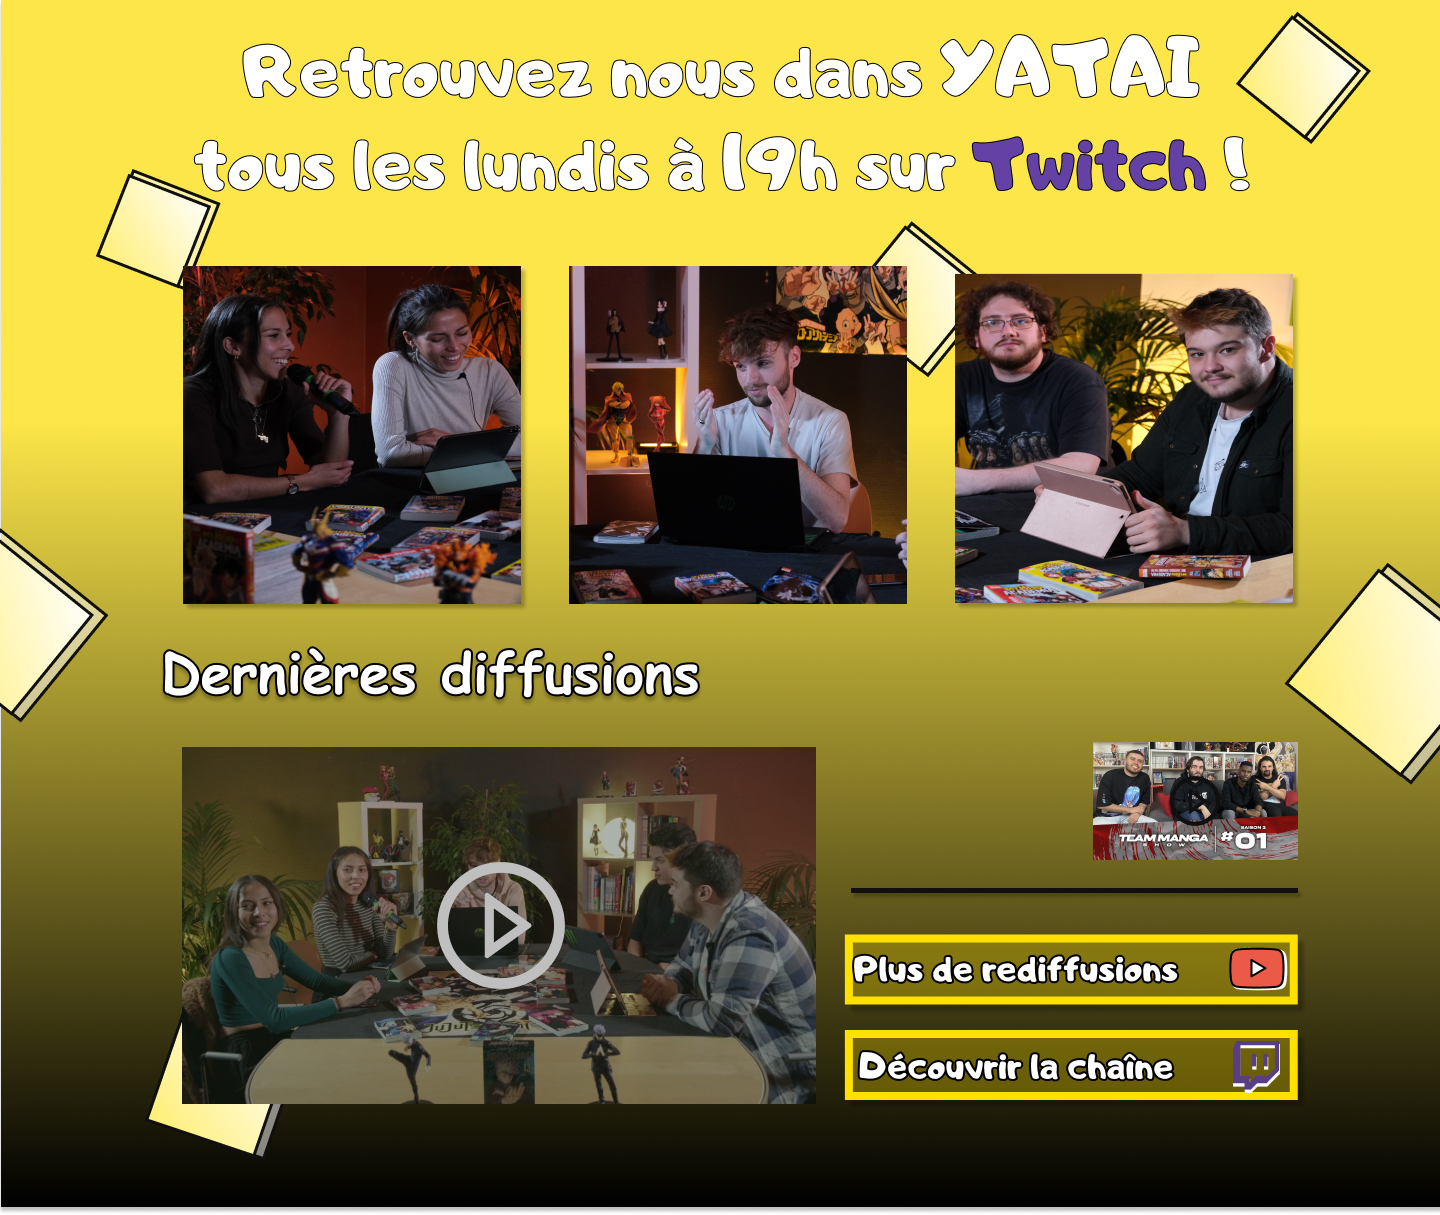 Retrouvez nous dans YATAI
tous les lundis à 19h sur Twitch !
Dernières diffusions
TEAM MANGA
SHOW
SAISON 2
#01
Plus de rediffusions
Découvrir la chaîne